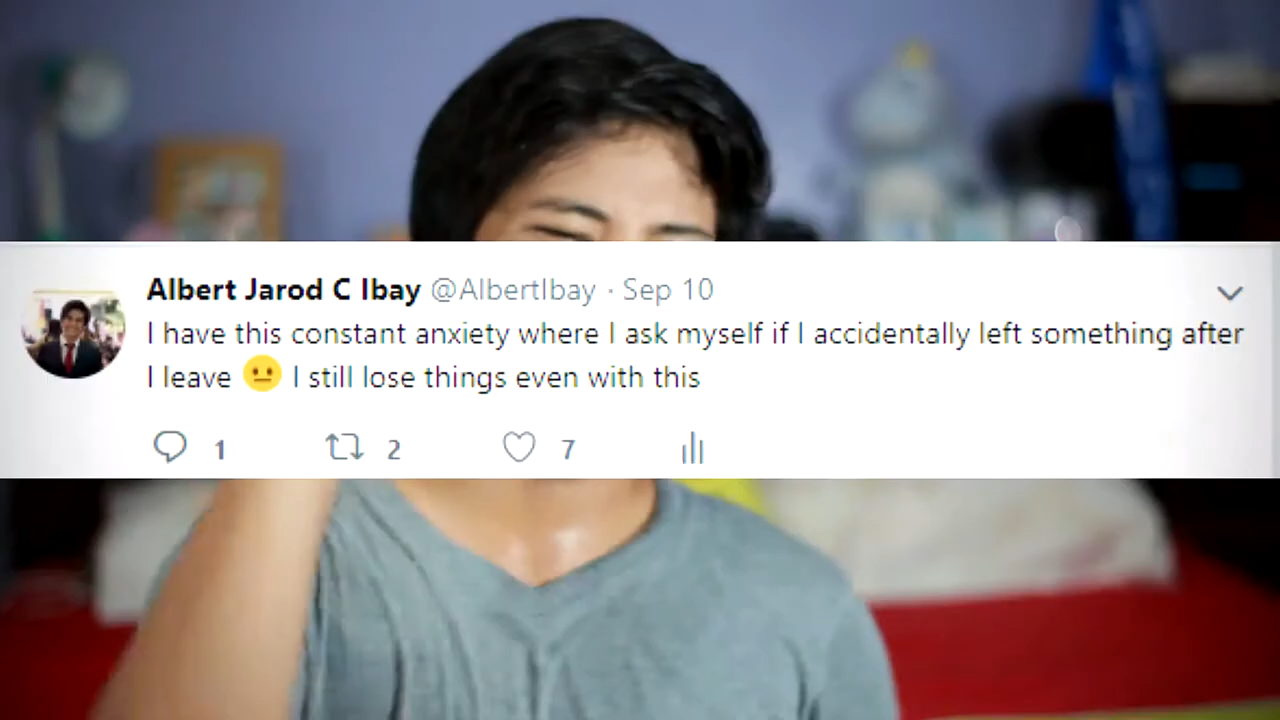 Albert Jarod C Ibay @AlbertIbay · Sep 10
I have this constant anxiety where I ask myself if I accidentally left something after
I leave 😐 I still lose things even with this
1 2 7